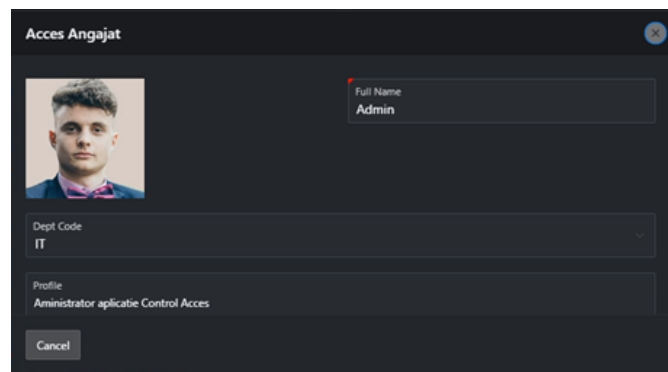 Acces Angajat
Full Name
Admin
Dept Code
IT
Profile
Aministrator aplicatie Control Acces
Cancel